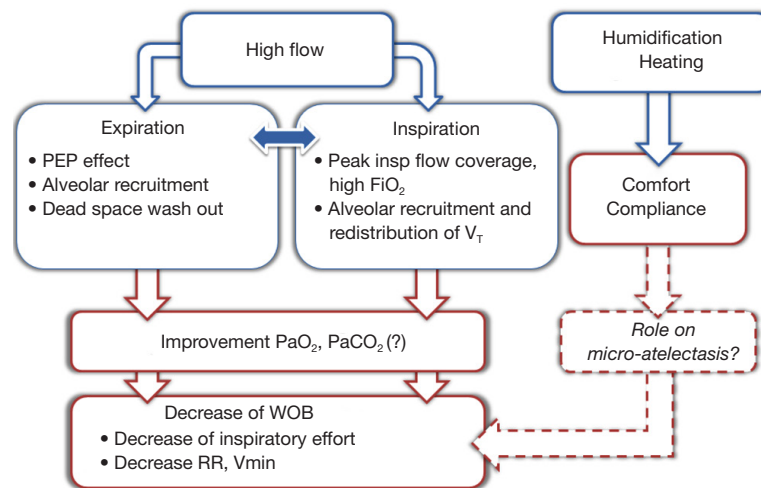 High flow
Humidification
Heating
Expiration
• PEP effect
• Alveolar recruitment
• Dead space wash out
Inspiration
• Peak insp flow coverage,
high FiO₂
• Alveolar recruitment and
redistribution of V_T
Comfort
Compliance
Improvement PaO₂, PaCO₂ (?)
Role on
micro-atelectasis?
Decrease of WOB
• Decrease of inspiratory effort
• Decrease RR, Vmin